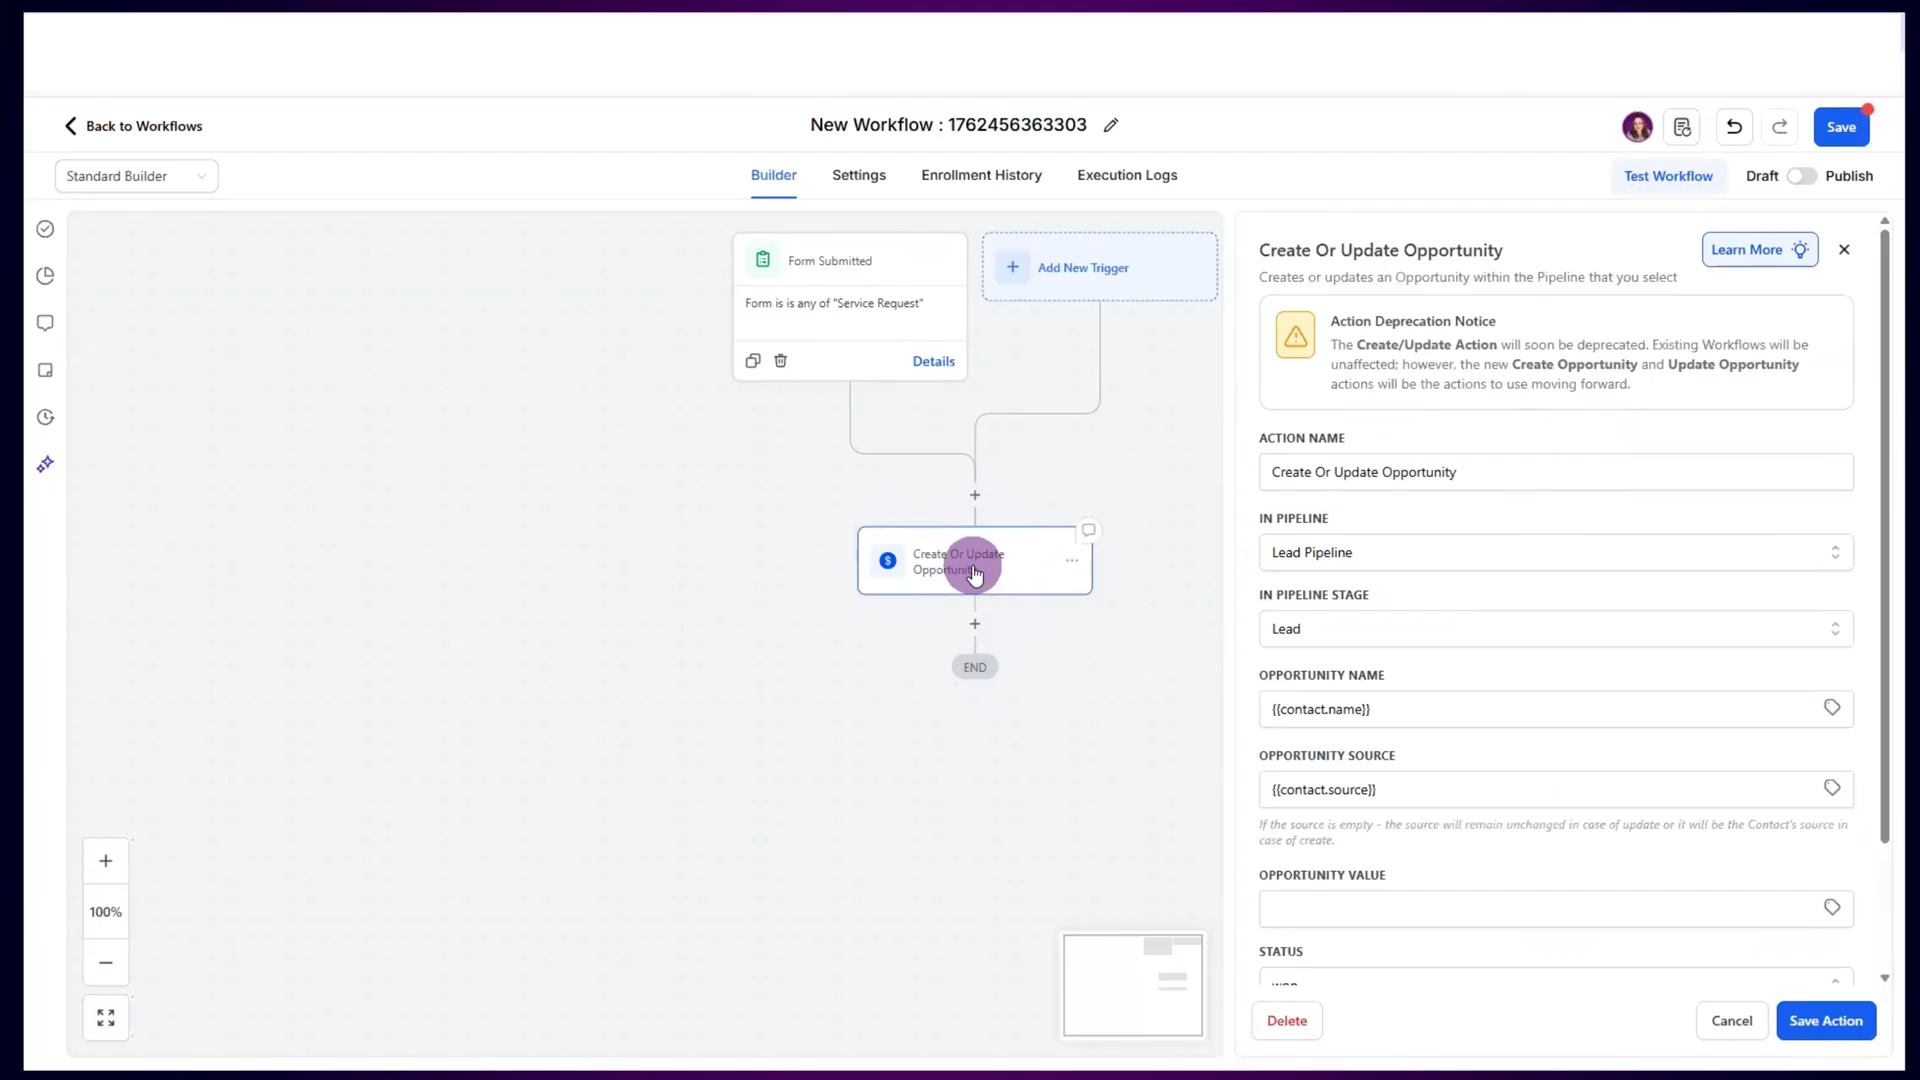 Back to Workflows
New Workflow : 1762456363303
Save
Standard Builder
Builder
Settings
Enrollment History
Execution Logs
Test Workflow
Draft
Publish
Form Submitted
Form is is any of "Service Request"
Details
Add New Trigger
Create Or Update
Opportunity
END
100%
Create Or Update Opportunity
Learn More
Creates or updates an Opportunity within the Pipeline that you select
Action Deprecation Notice
The Create/Update Action will soon be deprecated. Existing Workflows will be
unaffected; however, the new Create Opportunity and Update Opportunity
actions will be the actions to use moving forward.
ACTION NAME
Create Or Update Opportunity
IN PIPELINE
Lead Pipeline
IN PIPELINE STAGE
Lead
OPPORTUNITY NAME
{{contact.name}}
OPPORTUNITY SOURCE
{{contact.source}}
If the source is empty - the source will remain unchanged in case of update or it will be the Contact's source in
case of create.
OPPORTUNITY VALUE
STATUS
Delete
Cancel
Save Action